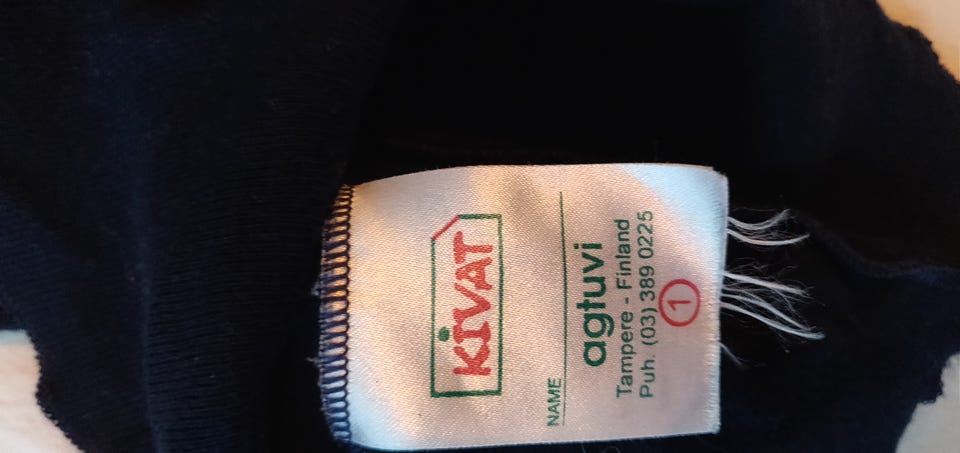 KiVAT
NAME
agtuvi
Tampere - Finland
Puh. (03) 389 0225
1